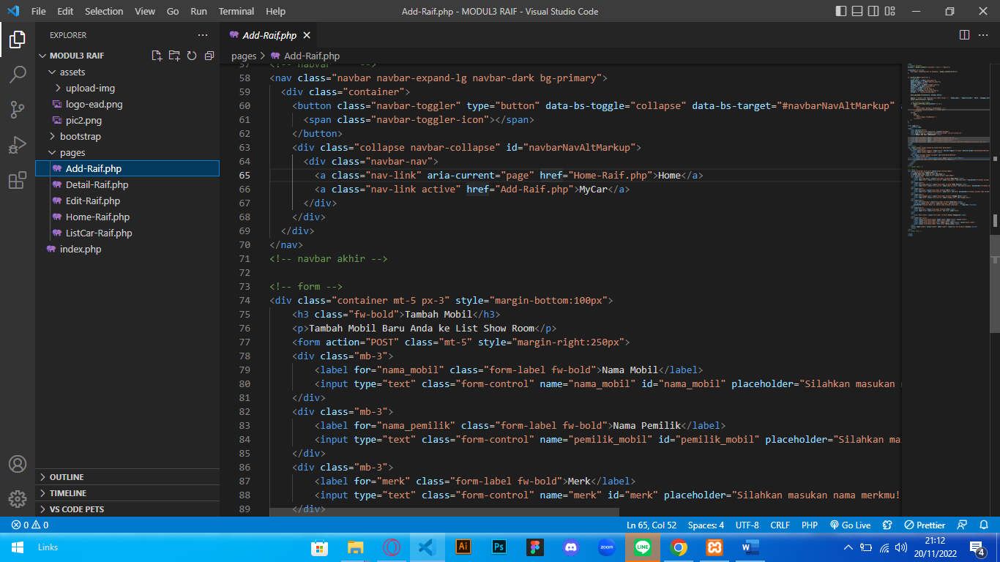 File Edit Selection View Go Run Terminal Help Add-Raif.php - MODUL3 RAIF - Visual Studio Code
EXPLORER
MODUL3 RAIF
assets
upload-img
logo-ead.png
pic2.png
bootstrap
pages
Add-Raif.php
Detail-Raif.php
Edit-Raif.php
Home-Raif.php
ListCar-Raif.php
index.php
OUTLINE
TIMELINE
VS CODE PETS
Add-Raif.php
pages > Add-Raif.php
57 <!-- navbar -->
58 <nav class="navbar navbar-expand-lg navbar-dark bg-primary">
59 <div class="container">
60 <button class="navbar-toggler" type="button" data-bs-toggle="collapse" data-bs-target="#navbarNavAltMarkup"
61 <span class="navbar-toggler-icon"></span>
62 </button>
63 <div class="collapse navbar-collapse" id="navbarNavAltMarkup">
64 <div class="navbar-nav">
65 <a class="nav-link" aria-current="page" href="Home-Raif.php">Home</a>
66 <a class="nav-link active" href="Add-Raif.php">MyCar</a>
67 </div>
68 </div>
69 </div>
70 </nav>
71 <!-- navbar akhir -->
72
73 <!-- form -->
74 <div class="container mt-5 px-3" style="margin-bottom:100px">
75 <h3 class="fw-bold">Tambah Mobil</h3>
76 <p>Tambah Mobil Baru Anda ke List Show Room</p>
77 <form action="POST" class="mt-5" style="margin-right:250px">
78 <div class="mb-3">
79 <label for="nama_mobil" class="form-label fw-bold">Nama Mobil</label>
80 <input type="text" class="form-control" name="nama_mobil" id="nama_mobil" placeholder="Silahkan masukan
81 </div>
82 <div class="mb-3">
83 <label for="nama_pemilik" class="form-label fw-bold">Nama Pemilik</label>
84 <input type="text" class="form-control" name="pemilik_mobil" id="pemilik_mobil" placeholder="Silahkan ma
85 </div>
86 <div class="mb-3">
87 <label for="merk" class="form-label fw-bold">Merk</label>
88 <input type="text" class="form-control" name="merk" id="merk" placeholder="Silahkan masukan nama merkmu!
89 </div>
0 0 Ln 65, Col 52 Spaces: 4 UTF-8 CRLF PHP Go Live Prettier
Links Ai Ps zoom LINE W 21:12
20/11/2022 4